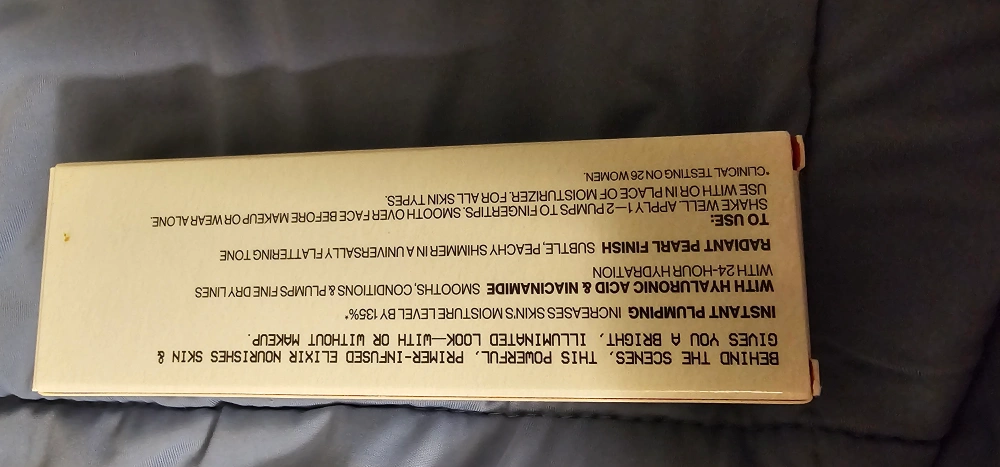 BEHIND THE SCENES, THIS POWERFUL, PRIMER-INFUSED ELIXIR NOURISHES SKIN &
GIVES YOU A BRIGHT, ILLUMINATED LOOK—WITH OR WITHOUT MAKEUP.
INSTANT PLUMPING INCREASES SKIN'S MOISTURE LEVEL BY 135%*
WITH HYALURONIC ACID & NIACINAMIDE SMOOTHS, CONDITIONS & PLUMPS FINE DRY LINES
WITH 24-HOUR HYDRATION
RADIANT PEARL FINISH SUBTLE, PEACHY SHIMMER IN A UNIVERSALLY FLATTERING TONE
TO USE:
SHAKE WELL. APPLY 1—2 PUMPS TO FINGERTIPS. SMOOTH OVER FACE BEFORE MAKEUP OR WEAR ALONE.
USE WITH OR IN PLACE OF MOISTURIZER. FOR ALL SKIN TYPES.
*CLINICAL TESTING ON 26 WOMEN.